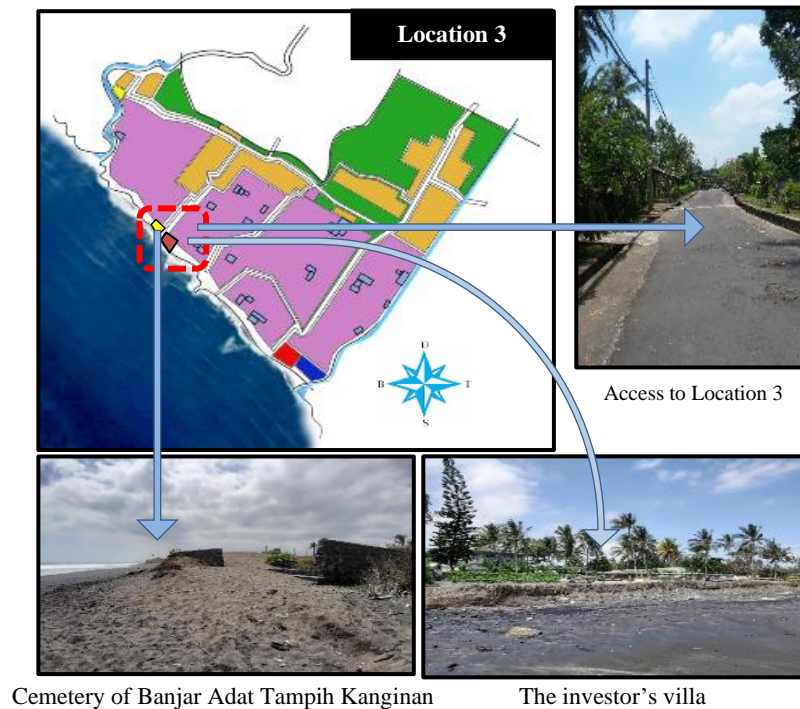 Location 3
U
B
T
S
Access to Location 3
Cemetery of Banjar Adat Tampih Kanginan
The investor's villa